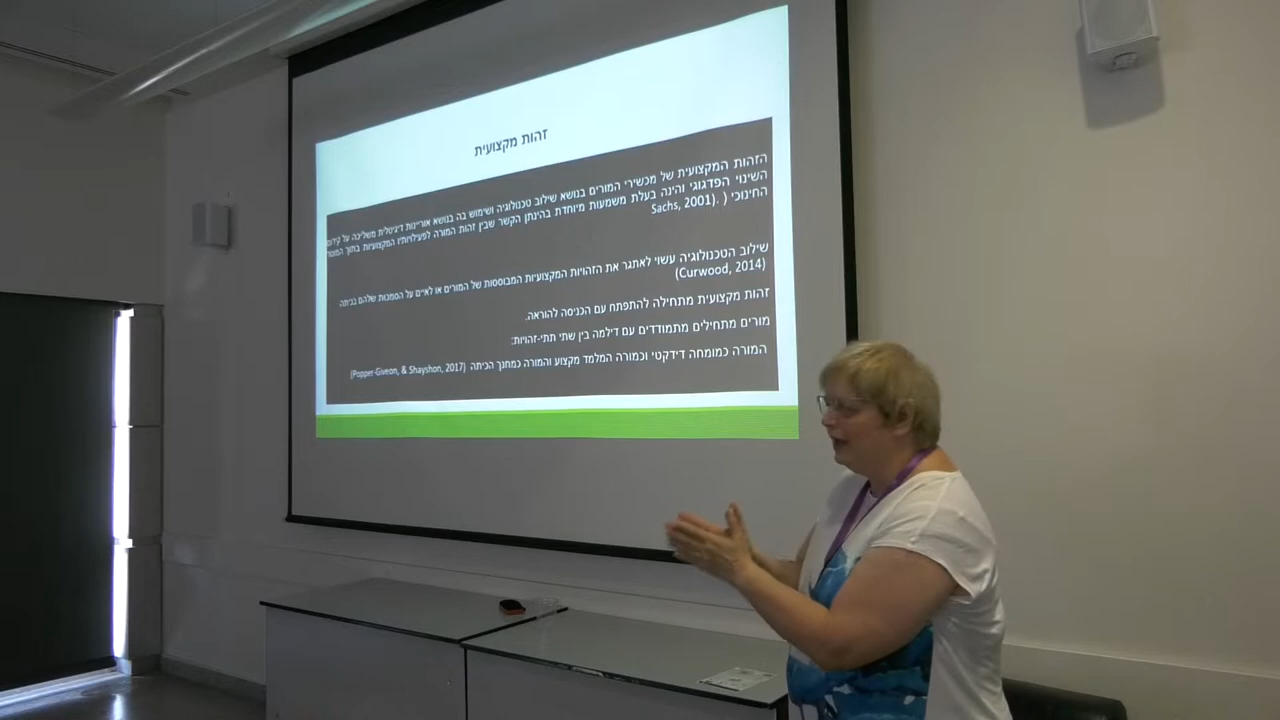 זהות מקצועית
הזהות המקצועית של מכשירי המורים בנושא שילוב טכנולוגיה ושימוש בה בנושא אוריינות דיגיטלית משליכה על קידום
השינוי הפדגוגי והינה בעלת משמעות מיוחדת בהינתן הקשר שבין זהות המורה לפעילויותיו המקצועיות בתוך המוסד
החינוכי ( .(Sachs, 2001
שילוב הטכנולוגיה עשוי לאתגר את הזהויות המקצועיות המבוססות של המורים או לאיים על הסמכות שלהם בכיתה
(Curwood, 2014)
זהות מקצועית מתחילה להתפתח עם הכניסה להוראה.
מורים מתחילים מתמודדים עם דילמה בין שתי תתי-זהויות:
המורה כמומחה דידקטי וכמורה המלמד מקצוע והמורה כמחנך הכיתה (Popper-Giveon, & Shayshon, 2017)